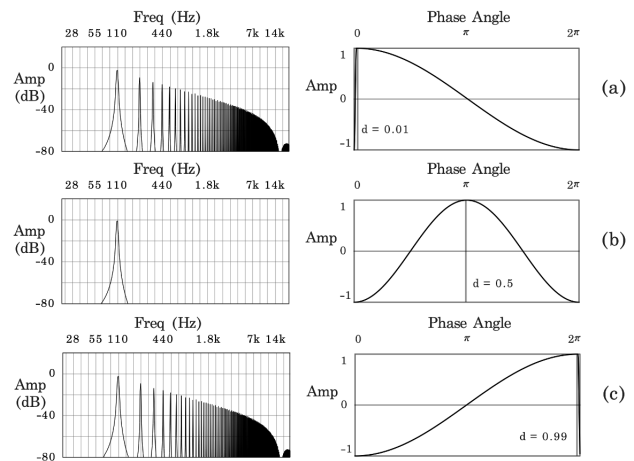 Freq (Hz)
28 55 110 440 1.8k 7k 14k
Amp
(dB)
0
−40
−80
Phase Angle
0 π 2π
Amp
1
0
-1
d = 0.01
(a)
Freq (Hz)
28 55 110 440 1.8k 7k 14k
Amp
(dB)
0
−40
−80
Phase Angle
0 π 2π
Amp
1
0
-1
d = 0.5
(b)
Freq (Hz)
28 55 110 440 1.8k 7k 14k
Amp
(dB)
0
−40
−80
Phase Angle
0 π 2π
Amp
1
0
-1
d = 0.99
(c)